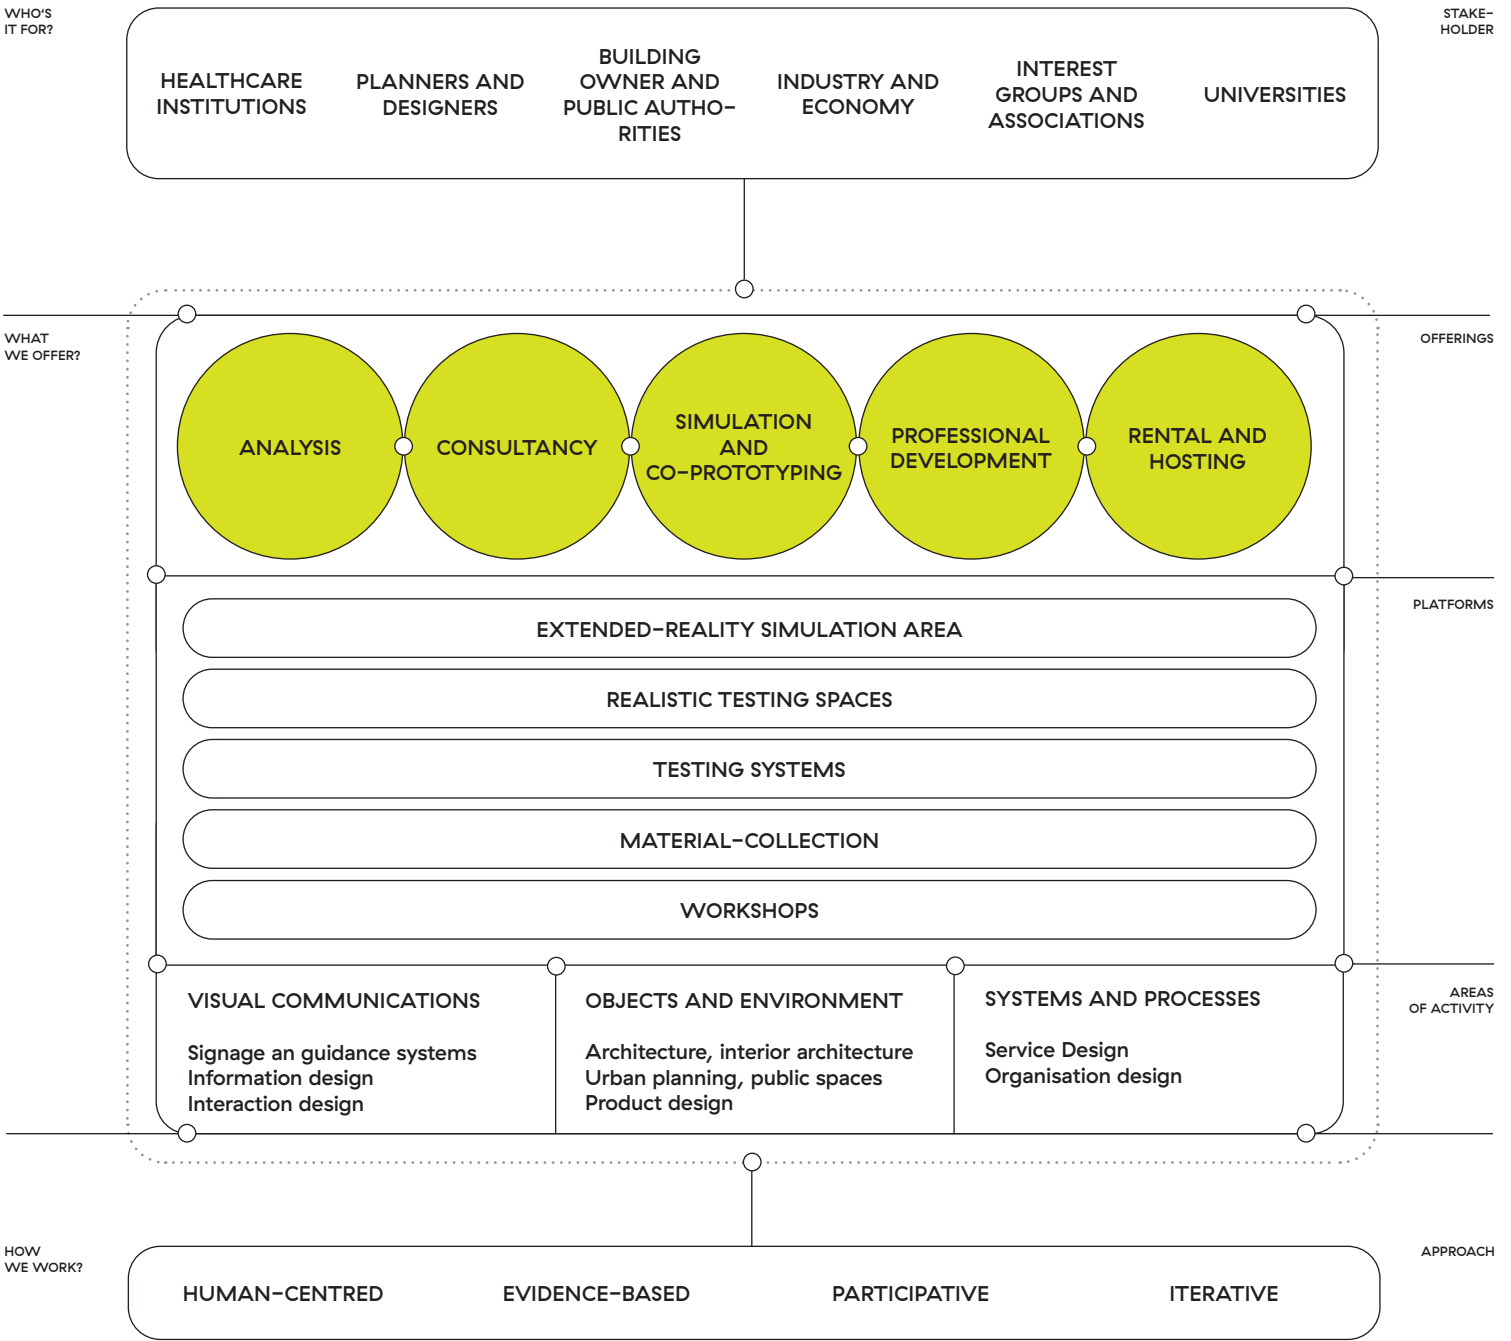 WHO'S
IT FOR?
STAKE–
HOLDER
HEALTHCARE
INSTITUTIONS
PLANNERS AND
DESIGNERS
BUILDING
OWNER AND
PUBLIC AUTHO–
RITIES
INDUSTRY AND
ECONOMY
INTEREST
GROUPS AND
ASSOCIATIONS
UNIVERSITIES
WHAT
WE OFFER?
OFFERINGS
ANALYSIS
CONSULTANCY
SIMULATION
AND
CO–PROTOTYPING
PROFESSIONAL
DEVELOPMENT
RENTAL AND
HOSTING
PLATFORMS
EXTENDED–REALITY SIMULATION AREA
REALISTIC TESTING SPACES
TESTING SYSTEMS
MATERIAL–COLLECTION
WORKSHOPS
AREAS
OF ACTIVITY
VISUAL COMMUNICATIONS
Signage an guidance systems
Information design
Interaction design
OBJECTS AND ENVIRONMENT
Architecture, interior architecture
Urban planning, public spaces
Product design
SYSTEMS AND PROCESSES
Service Design
Organisation design
HOW
WE WORK?
APPROACH
HUMAN–CENTRED
EVIDENCE–BASED
PARTICIPATIVE
ITERATIVE